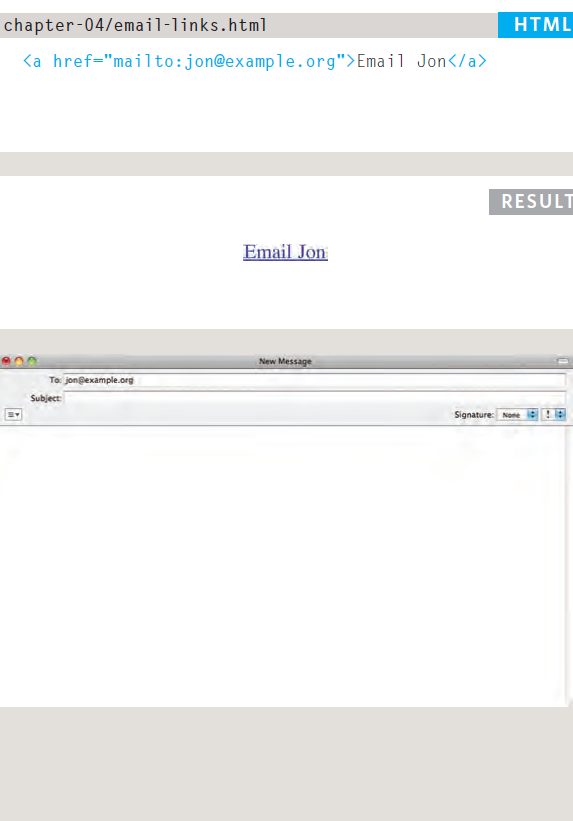 chapter-04/email-links.html HTML
<a href="mailto:jon@example.org">Email Jon</a>
RESULT
Email Jon
New Message
To: jon@example.org
Subject:
Signature: None !